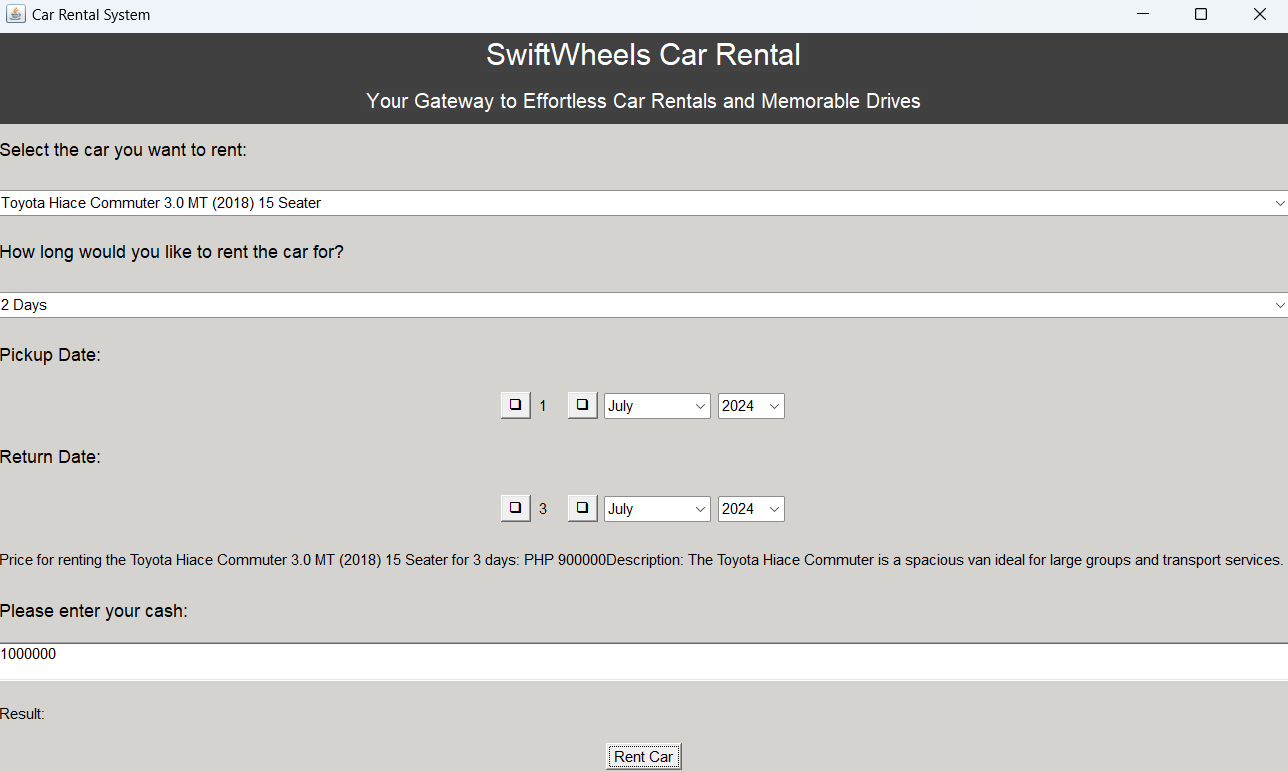 Car Rental System
SwiftWheels Car Rental
Your Gateway to Effortless Car Rentals and Memorable Drives
Select the car you want to rent:
Toyota Hiace Commuter 3.0 MT (2018) 15 Seater
How long would you like to rent the car for?
2 Days
Pickup Date:
1 July 2024
Return Date:
3 July 2024
Price for renting the Toyota Hiace Commuter 3.0 MT (2018) 15 Seater for 3 days: PHP 900000Description: The Toyota Hiace Commuter is a spacious van ideal for large groups and transport services.
Please enter your cash:
1000000
Result:
Rent Car